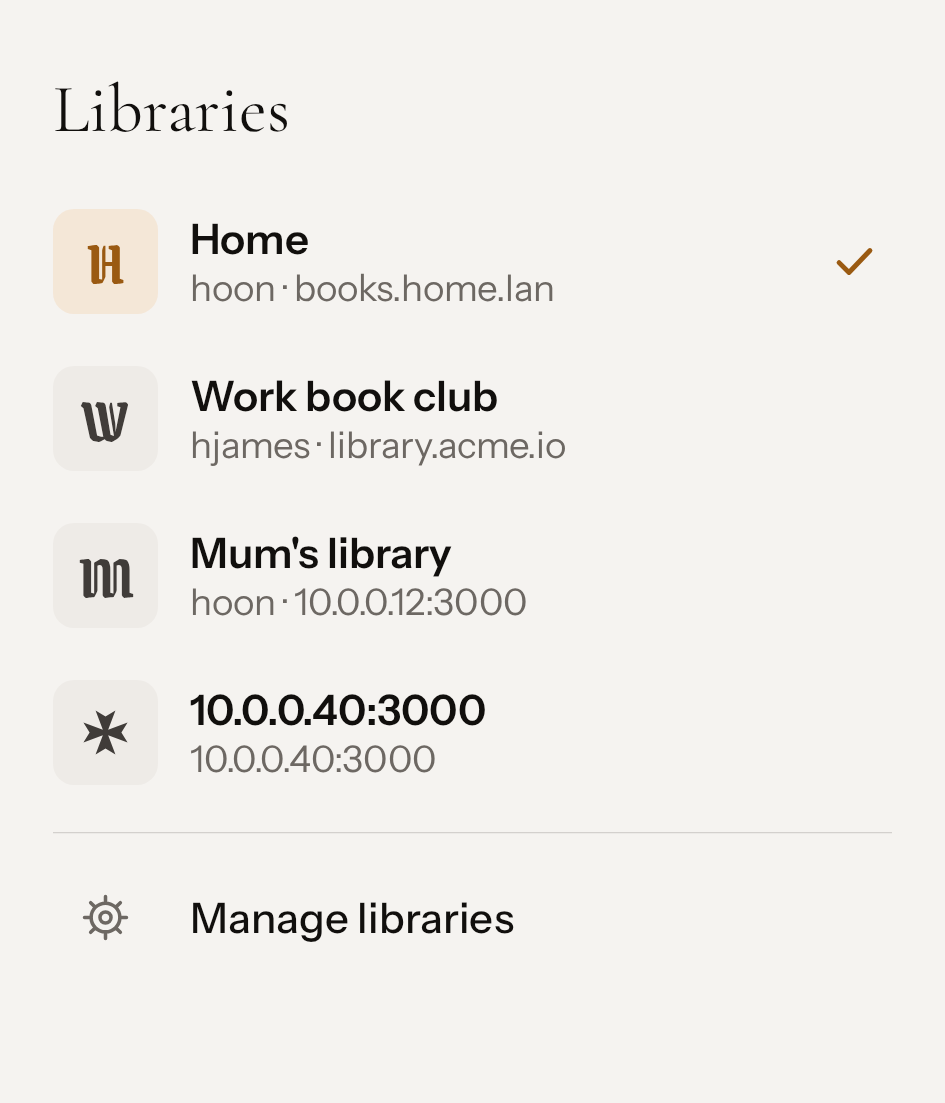 Libraries
H
Home
hoon · books.home.lan
W
Work book club
hjames · library.acme.io
M
Mum's library
hoon · 10.0.0.12:3000
10.0.0.40:3000
10.0.0.40:3000
Manage libraries